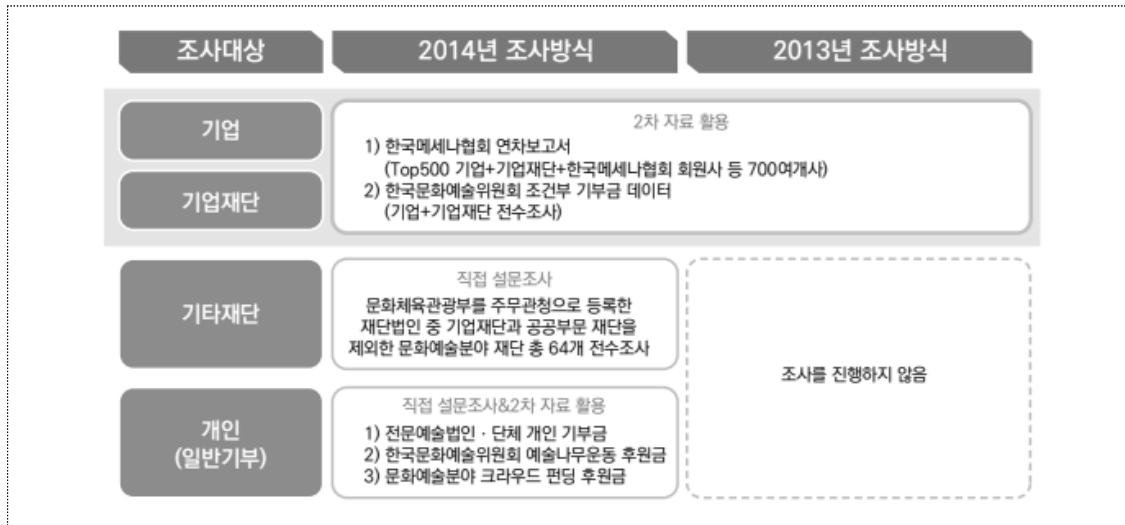 조사대상
2014년 조사방식
2013년 조사방식
기업
기업재단
2차 자료 활용
1) 한국메세나협회 연차보고서
(Top500 기업+기업재단+한국메세나협회 회원사 등 700여개사)
2) 한국문화예술위원회 조건부 기부금 데이터
(기업+기업재단 전수조사)
기타재단
직접 설문조사
문화체육관광부를 주무관청으로 등록한
재단법인 중 기업재단과 공공부문 재단을
제외한 문화예술분야 재단 총 64개 전수조사
조사를 진행하지 않음
개인
(일반기부)
직접 설문조사&2차 자료 활용
1) 전문예술법인 · 단체 개인 기부금
2) 한국문화예술위원회 예술나무운동 후원금
3) 문화예술분야 크라우드 펀딩 후원금